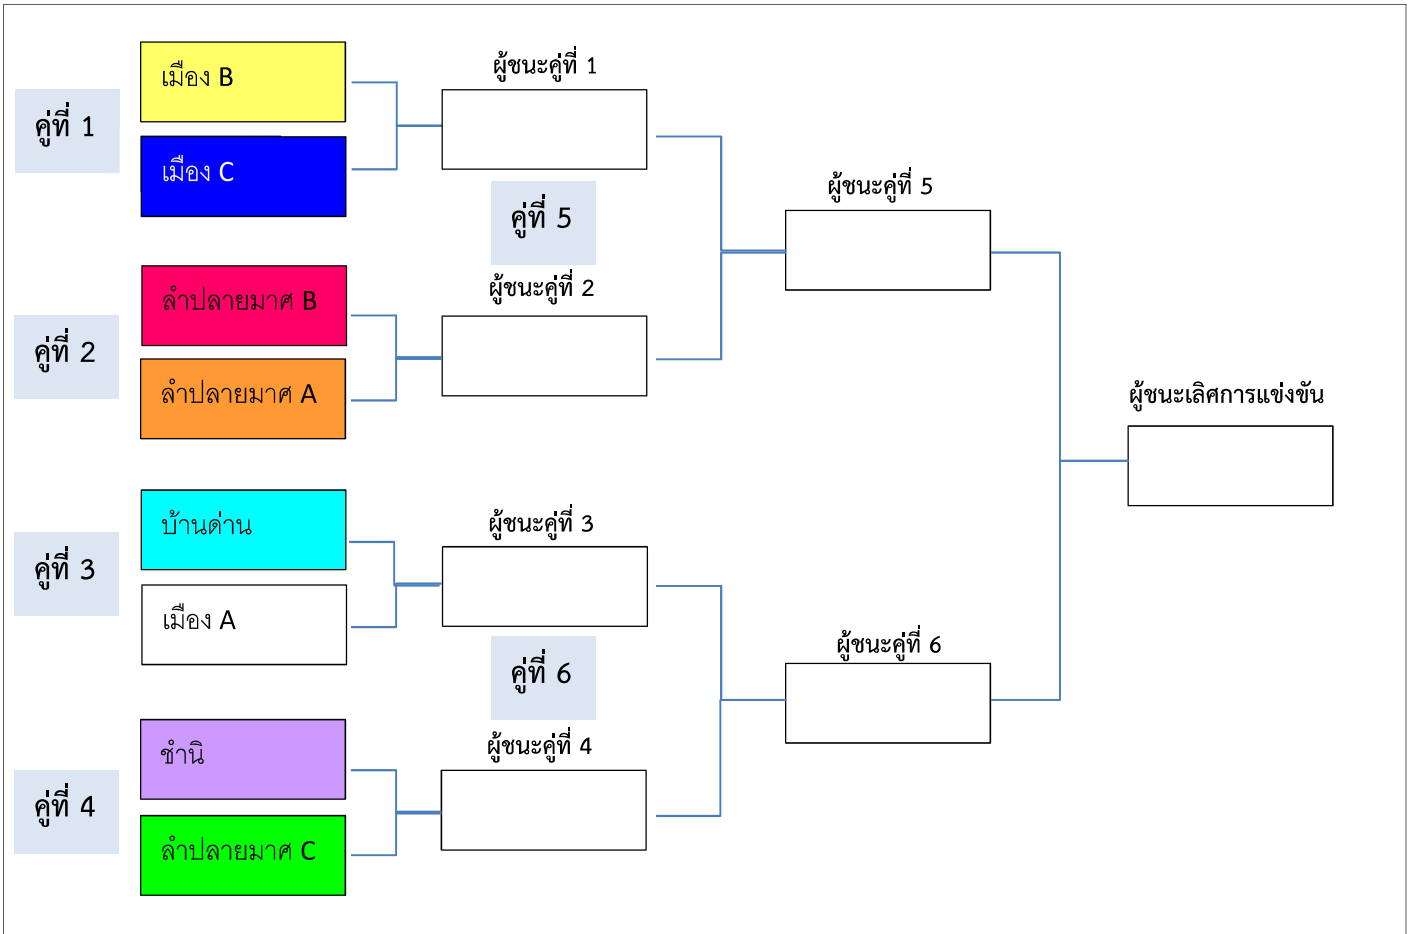 คู่ที่ 1
เมือง B
เมือง C
ผู้ชนะคู่ที่ 1
คู่ที่ 5
ผู้ชนะคู่ที่ 5
คู่ที่ 2
ลำปลายมาศ B
ลำปลายมาศ A
ผู้ชนะคู่ที่ 2
ผู้ชนะเลิศการแข่งขัน
คู่ที่ 3
บ้านด่าน
เมือง A
ผู้ชนะคู่ที่ 3
คู่ที่ 6
ผู้ชนะคู่ที่ 6
คู่ที่ 4
ชำนิ
ลำปลายมาศ C
ผู้ชนะคู่ที่ 4